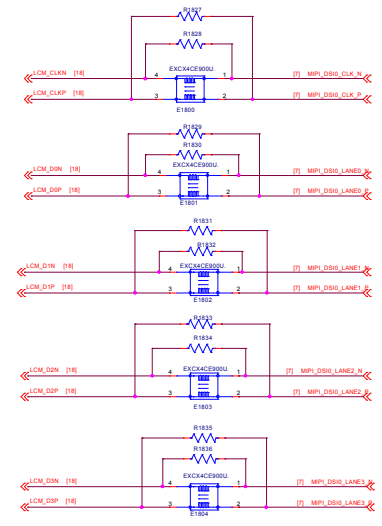 R1827
R1828
EXCX4CE900U.
LCM_CLKN [18] 4 1 [7] MIPI_DSI0_CLK_N
LCM_CLKP [18] 3 2 [7] MIPI_DSI0_CLK_P
E1800
R1829
R1830
EXCX4CE900U.
LCM_D0N [18] 4 1 [7] MIPI_DSI0_LANE0_N
LCM_D0P [18] 3 2 [7] MIPI_DSI0_LANE0_P
E1801
R1831
R1832
EXCX4CE900U.
LCM_D1N [18] 4 1 [7] MIPI_DSI0_LANE1_N
LCM_D1P [18] 3 2 [7] MIPI_DSI0_LANE1_P
E1802
R1833
R1834
EXCX4CE900U.
LCM_D2N [18] 4 1 [7] MIPI_DSI0_LANE2_N
LCM_D2P [18] 3 2 [7] MIPI_DSI0_LANE2_P
E1803
R1835
R1836
EXCX4CE900U.
LCM_D3N [18] 4 1 [7] MIPI_DSI0_LANE3_N
LCM_D3P [18] 3 2 [7] MIPI_DSI0_LANE3_P
E1804